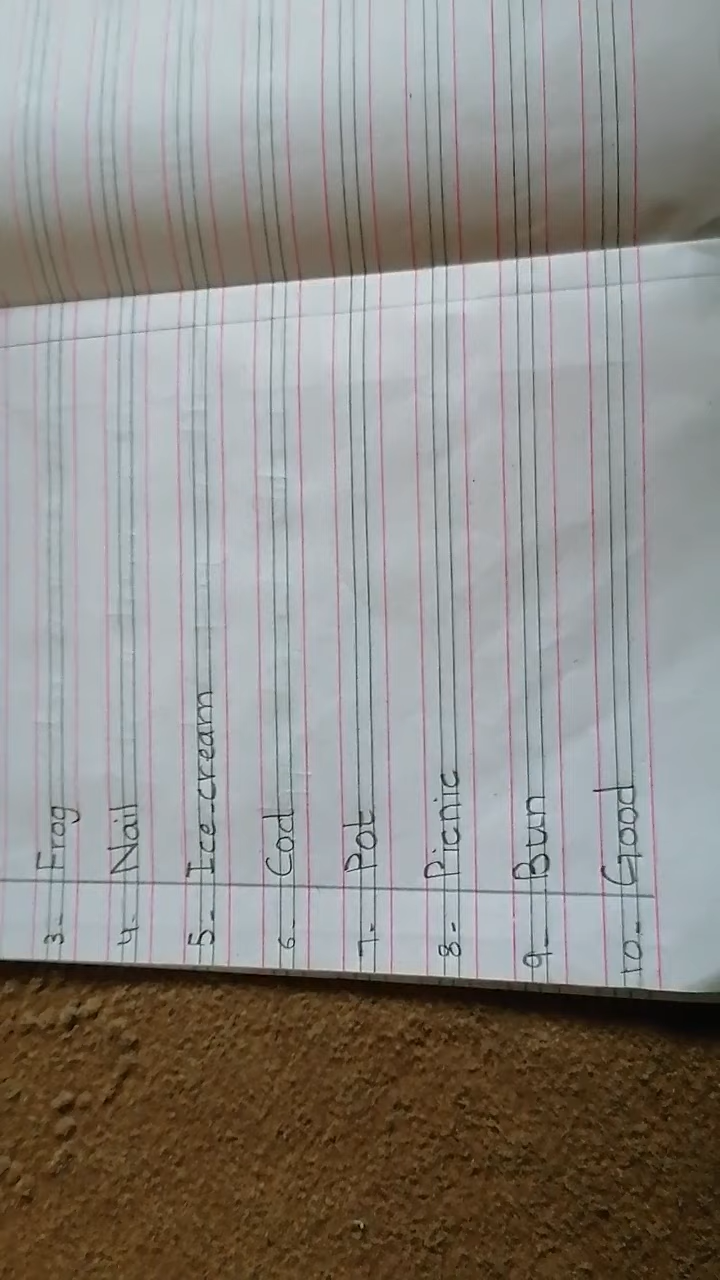 3- Frog
4- Nail
5- Ice-cream
6- Cod
7- Pot
8- Picnic
9- Bun
10- Good